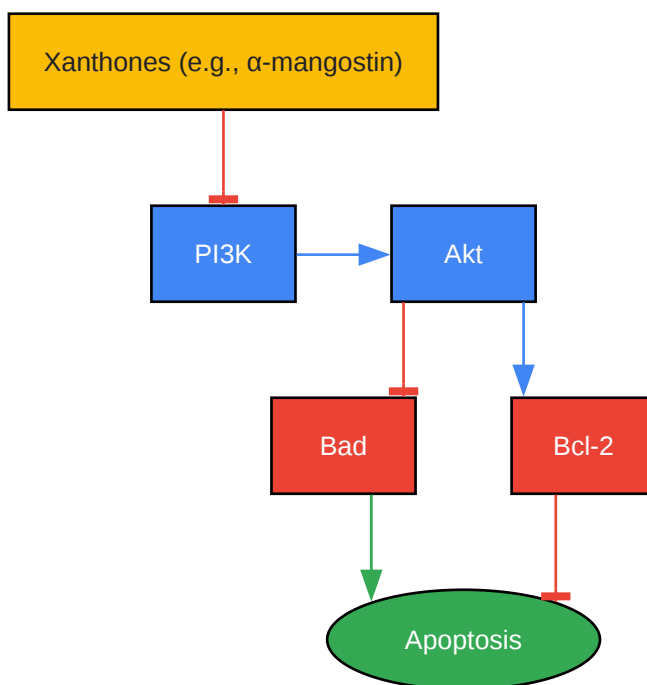 Xanthones (e.g., α-mangostin)
PI3K
Akt
Bad
Bcl-2
Apoptosis